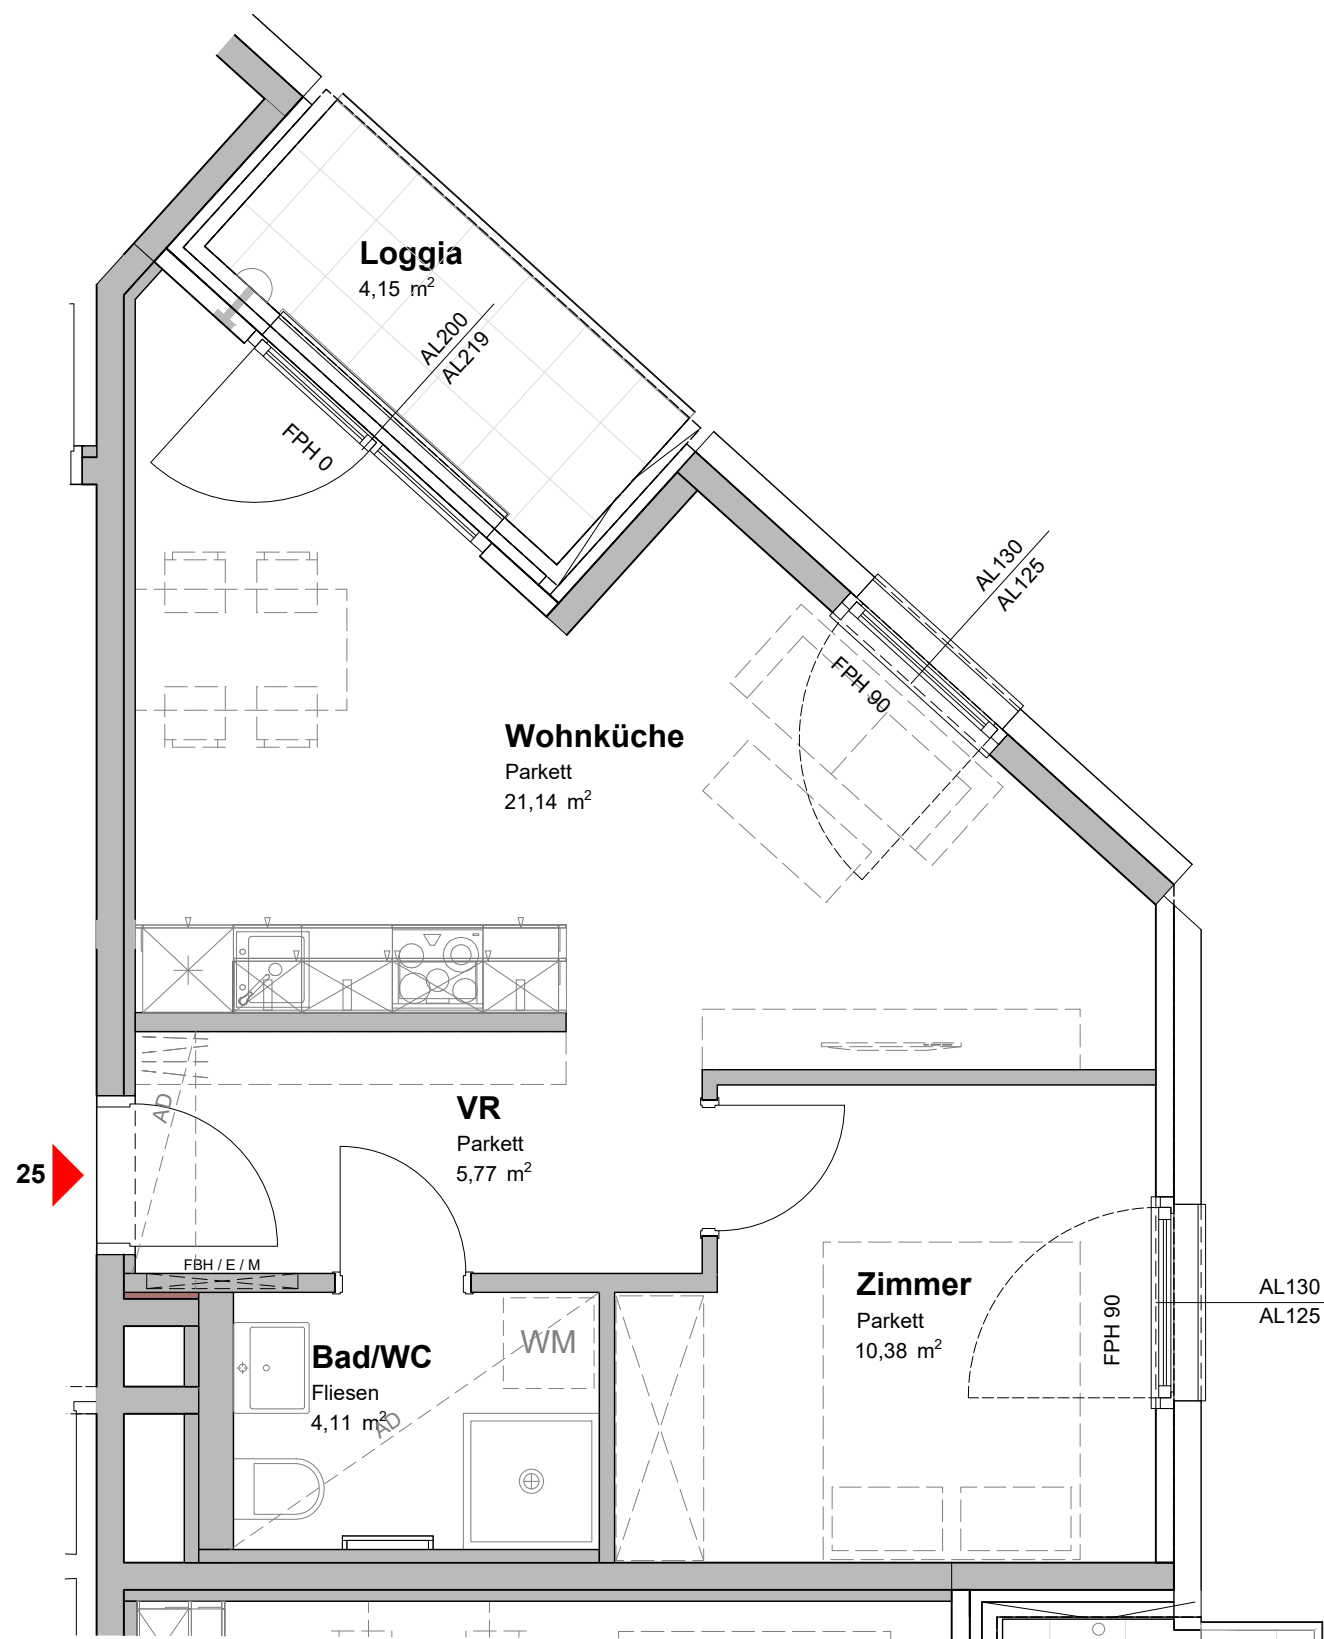 Loggia
4,15 m²
AL200
AL219
FPH 0
AL130
AL125
FPH 90
Wohnküche
Parkett
21,14 m²
AD
VR
Parkett
5,77 m²
25
FBH / E / M
Zimmer
Parkett
10,38 m²
FPH 90
AL130
AL125
WM
Bad/WC
Fliesen
4,11 m²
AD